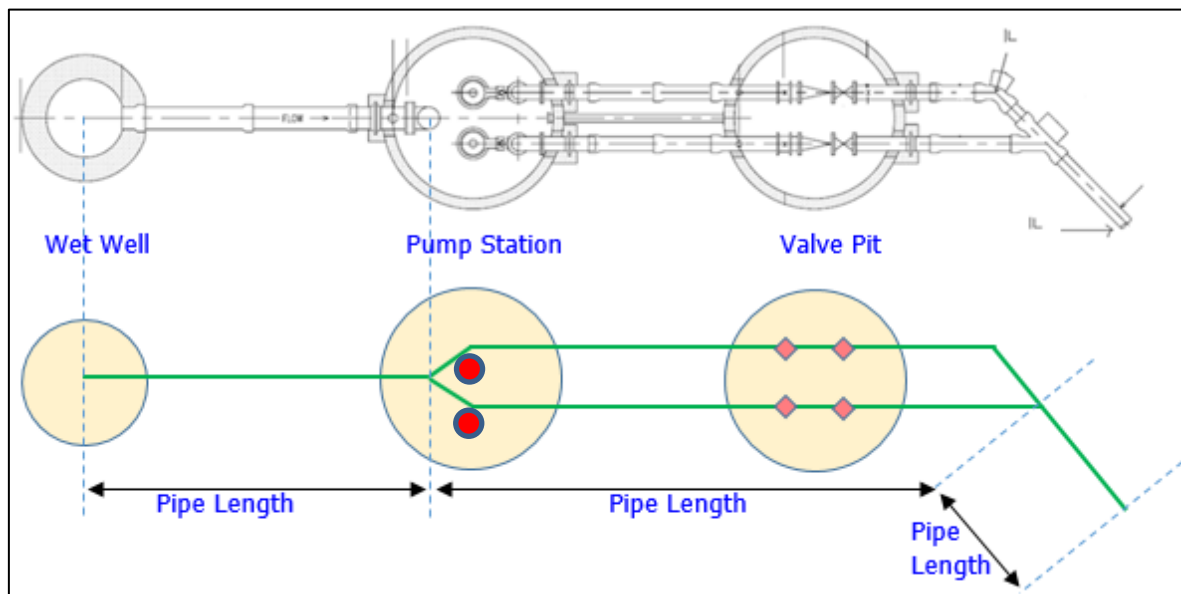 IL
FLOW
IL
Wet Well
Pump Station
Valve Pit
Pipe Length
Pipe Length
Pipe
Length